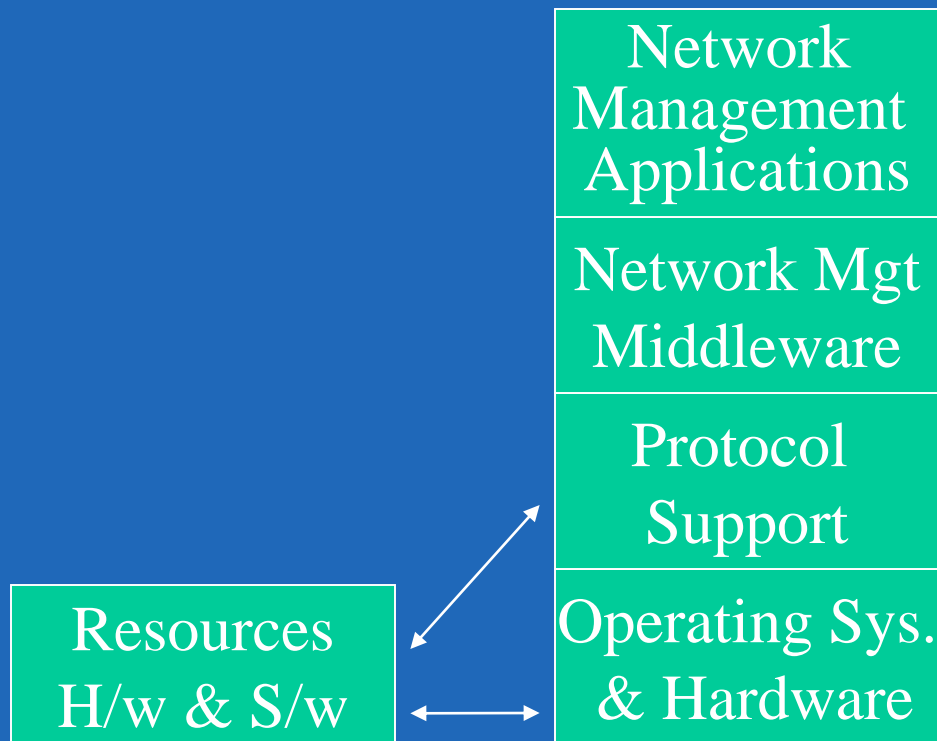 Network
Management
Applications
Network Mgt
Middleware
Protocol
Support
Operating Sys.
& Hardware
Resources
H/w & S/w